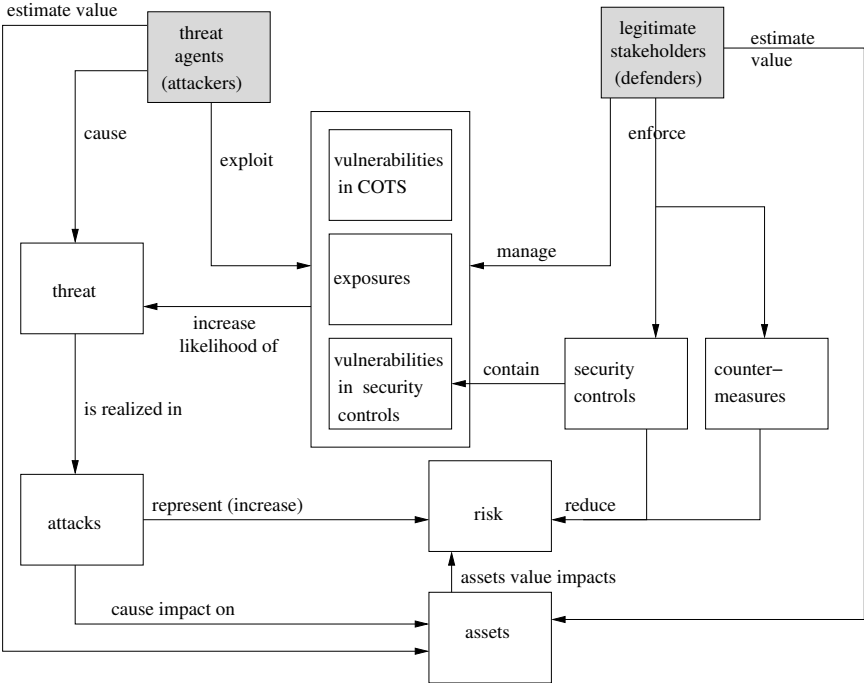 estimate value
threat
agents
(attackers)
legitimate
stakeholders
(defenders)
estimate
value
cause
exploit
enforce
vulnerabilities
in COTS
manage
threat
exposures
increase
likelihood of
vulnerabilities
in security
controls
contain
security
controls
counter-
measures
is realized in
attacks
represent (increase)
risk
reduce
assets value impacts
cause impact on
assets